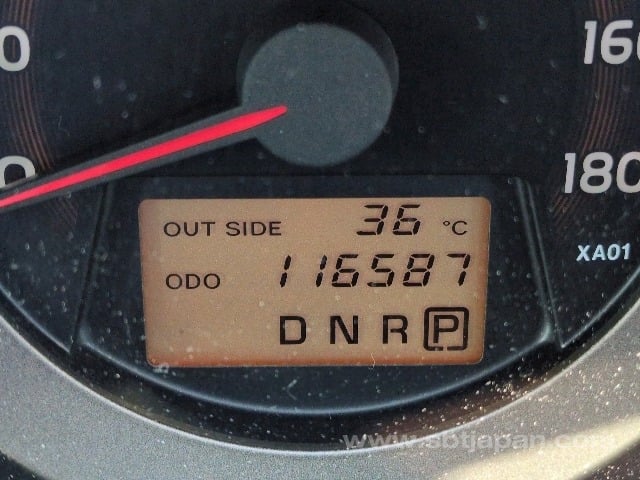 160
180
XA01
OUT SIDE 36 °C
ODO 116587
D N R P
www.sbtjapan.com